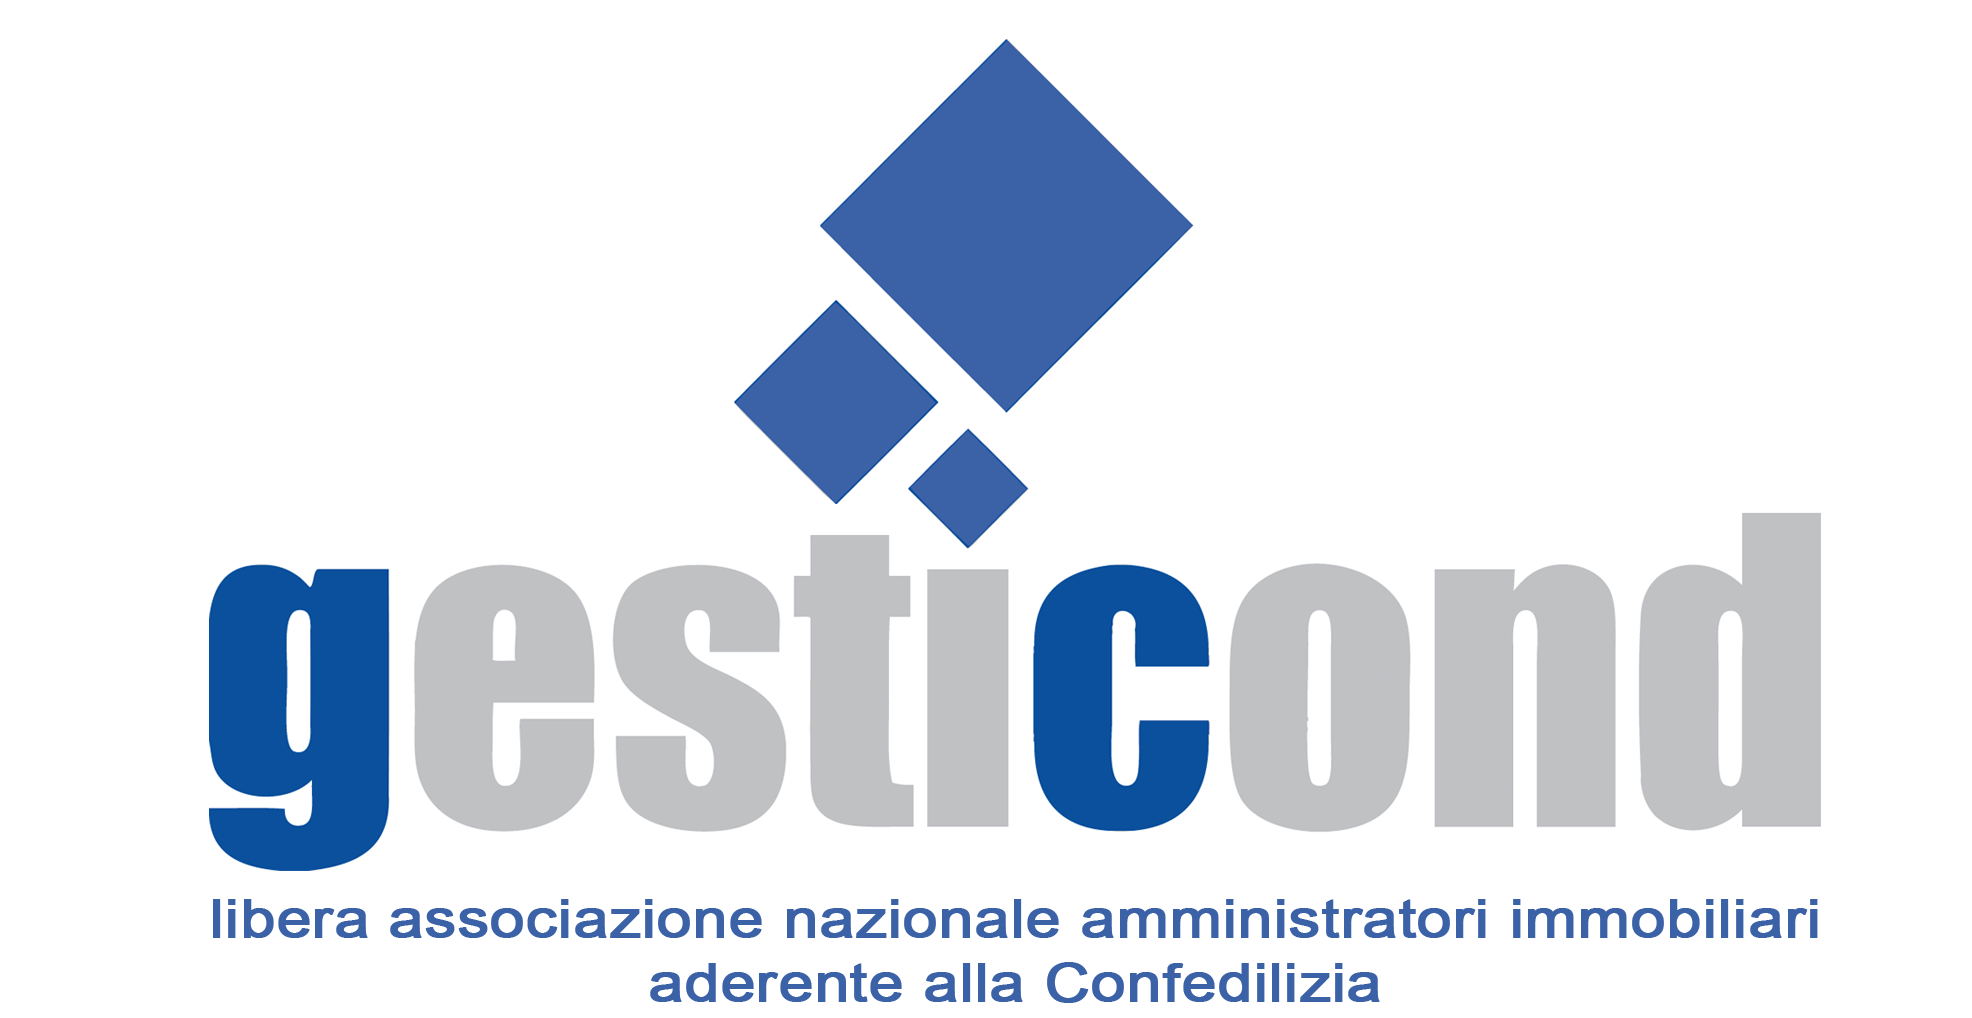 gesticond
libera associazione nazionale amministratori immobiliari
aderente alla Confedilizia